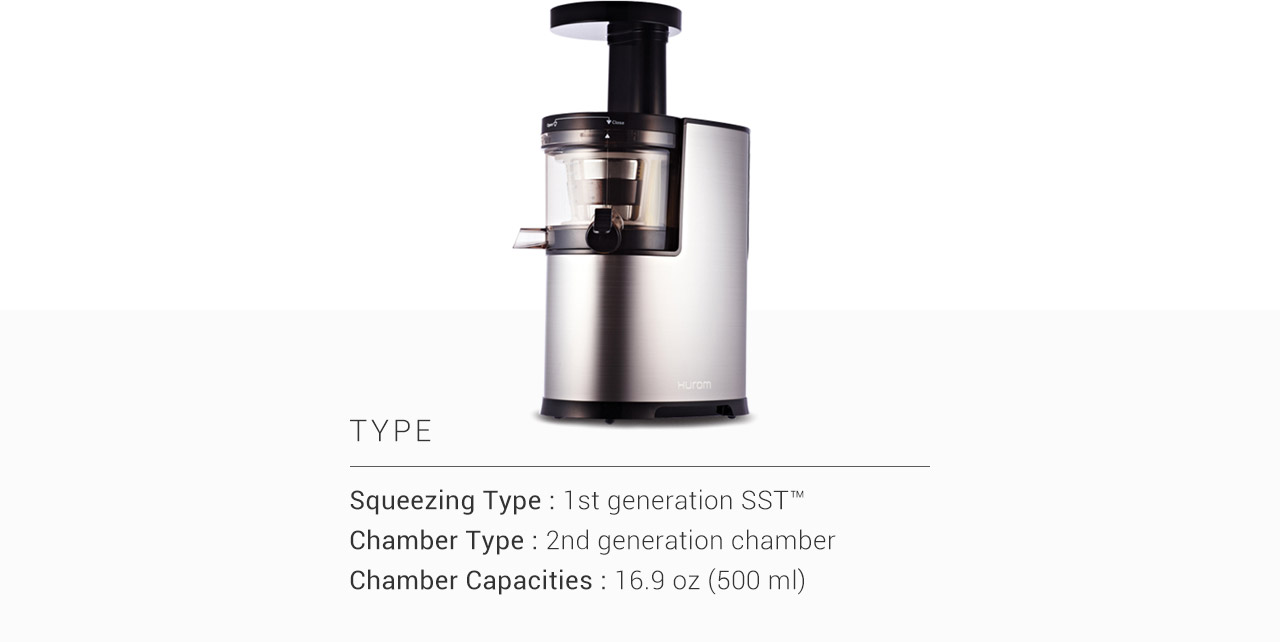 Close
hurom
TYPE
Squeezing Type : 1st generation SST™
Chamber Type : 2nd generation chamber
Chamber Capacities : 16.9 oz (500 ml)